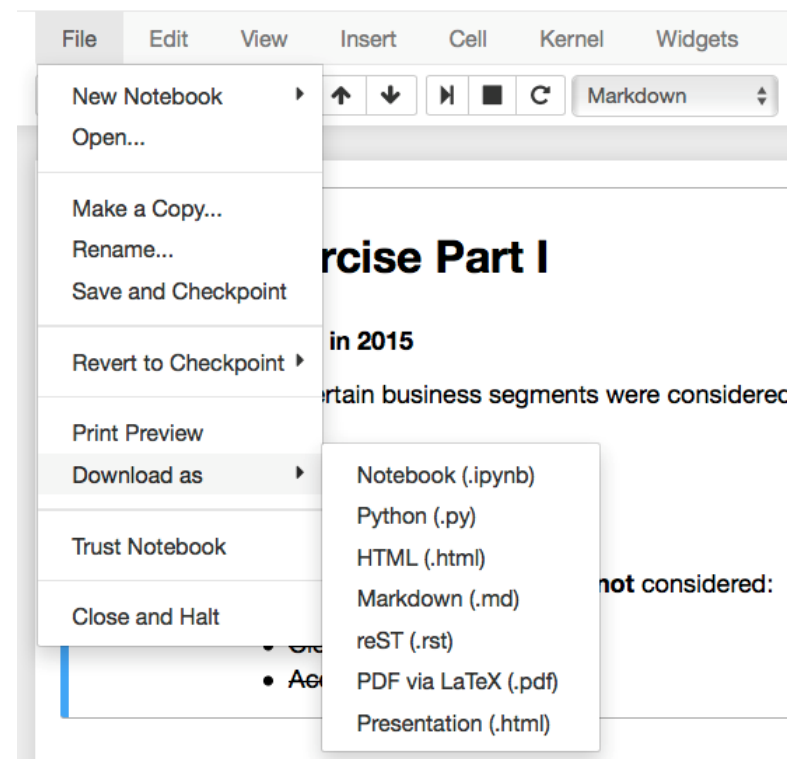 File Edit View Insert Cell Kernel Widgets
New Notebook
Markdown
Open...
Make a Copy...
Rename...
rcise Part I
Save and Checkpoint
in 2015
Revert to Checkpoint
rtain business segments were considered
Print Preview
Download as
Notebook (.ipynb)
Python (.py)
Trust Notebook
HTML (.html)
not considered:
Markdown (.md)
Close and Halt
reST (.rst)
PDF via LaTeX (.pdf)
Presentation (.html)